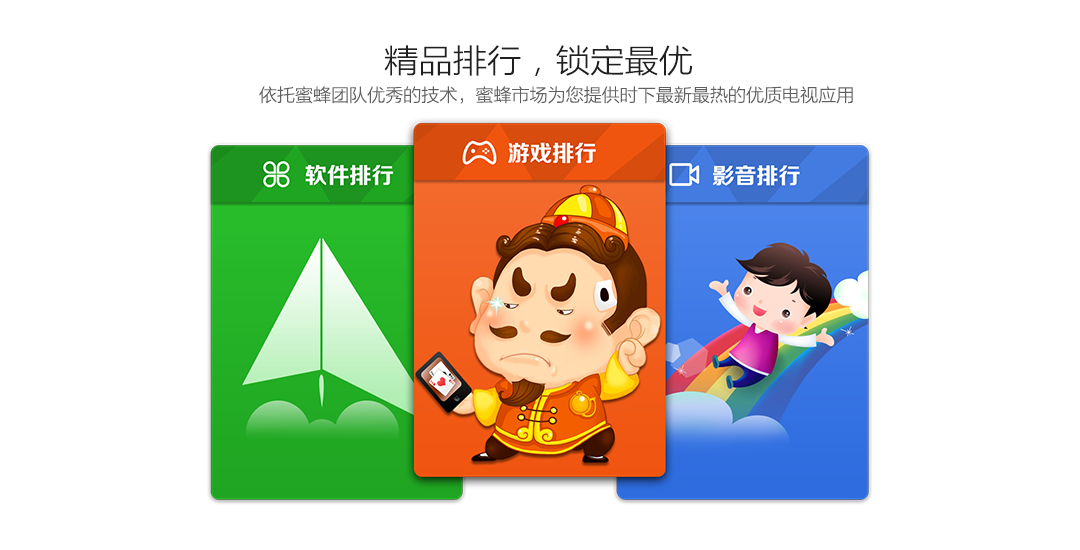 精品排行，锁定最优
依托蜜蜂团队优秀的技术，蜜蜂市场为您提供时下最新最热的优质电视应用
软件排行
游戏排行
影音排行